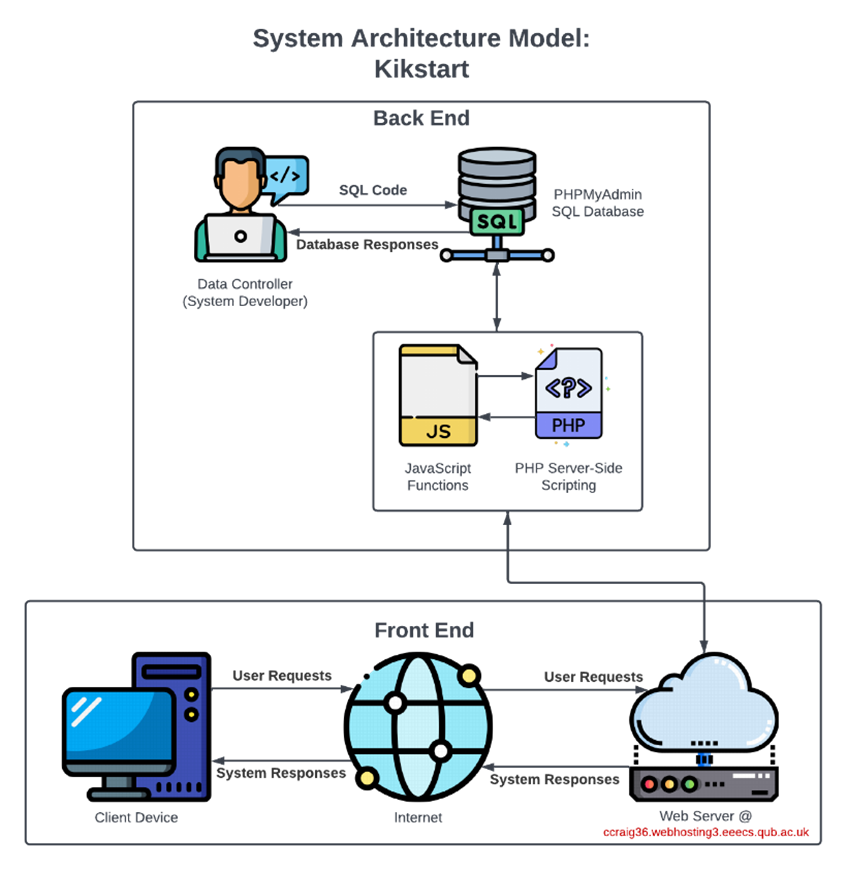 System Architecture Model:
Kikstart
Back End
</>
SQL Code
SQL
PHPMyAdmin
SQL Database
Database Responses
Data Controller
(System Developer)
JS
<?>
PHP
JavaScript
Functions
PHP Server-Side
Scripting
Front End
User Requests
User Requests
System Responses
System Responses
Client Device
Internet
Web Server @
ccraig36.webhosting3.eeecs.qub.ac.uk